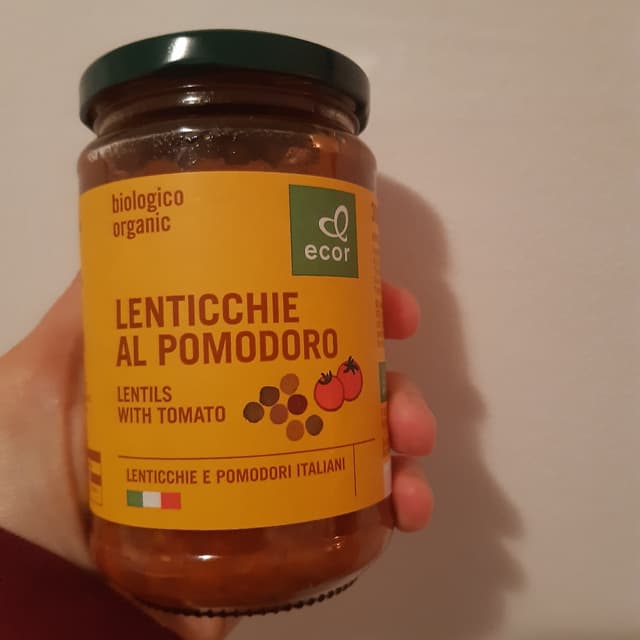 biologico
organic
ecor
LENTICCHIE
AL POMODORO
LENTILS
WITH TOMATO
LENTICCHIE E POMODORI ITALIANI